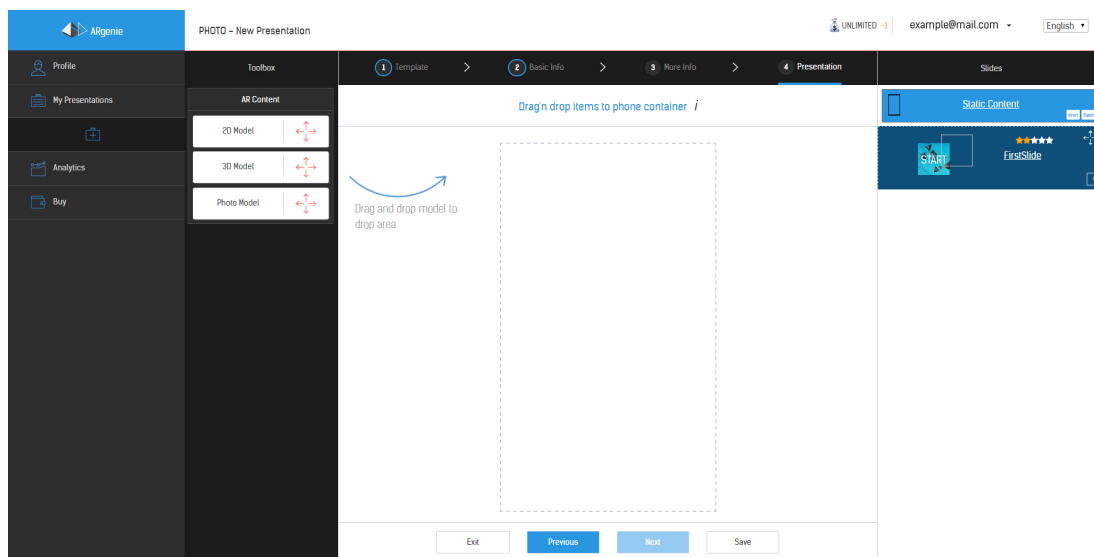 ARgenie
PHOTO - New Presentation
UNLIMITED -1
example@mail.com
English
Profile
My Presentations
Analytics
Buy
Toolbox
AR Content
2D Model
3D Model
Photo Model
1 Template
2 Basic Info
3 More Info
4 Presentation
Drag'n drop items to phone container i
Drag and drop model to
drop area
Exit
Previous
Next
Save
Slides
Static Content
START
FirstSlide